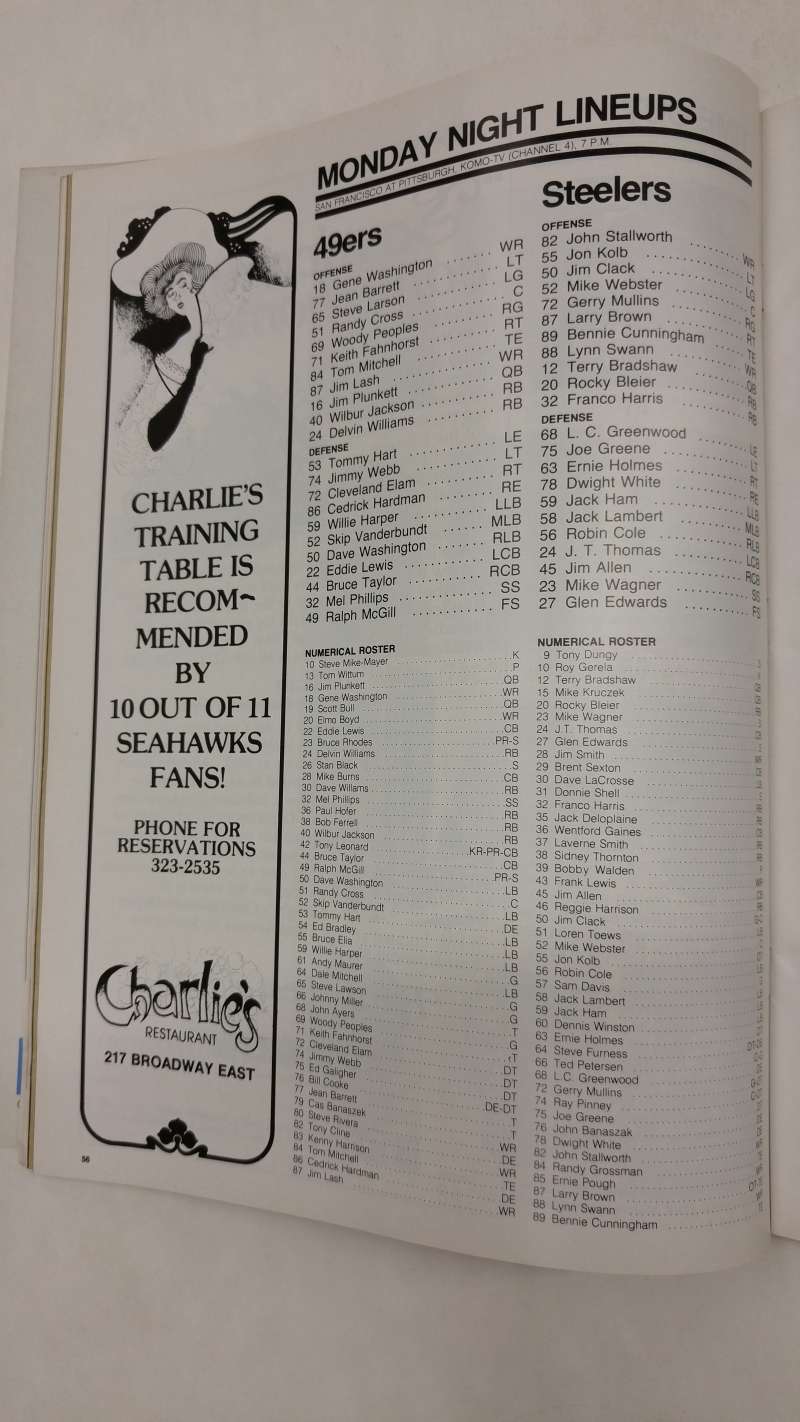 MONDAY NIGHT LINEUPS
SAN FRANCISCO AT PITTSBURGH, KOMO-TV (CHANNEL 4), 7 P.M.
CHARLIE'S
TRAINING
TABLE IS
RECOM~
MENDED
BY
10 OUT OF 11
SEAHAWKS
FANS!
PHONE FOR
RESERVATIONS
323-2535
Charlie's
RESTAURANT
217 BROADWAY EAST
56
49ers
OFFENSE
18 Gene Washington WR
77 Jean Barrett LT
65 Steve Larson LG
51 Randy Cross C
69 Woody Peoples RG
71 Keith Fahnhorst RT
84 Tom Mitchell TE
87 Jim Lash WR
16 Jim Plunkett QB
40 Wilbur Jackson RB
24 Delvin Williams RB
DEFENSE
53 Tommy Hart LE
74 Jimmy Webb LT
72 Cleveland Elam RT
86 Cedrick Hardman RE
59 Willie Harper LLB
52 Skip Vanderbundt MLB
50 Dave Washington RLB
22 Eddie Lewis LCB
44 Bruce Taylor RCB
32 Mel Phillips SS
49 Ralph McGill FS
NUMERICAL ROSTER
10 Steve Mike-Mayer K
13 Tom Wittum P
16 Jim Plunkett QB
18 Gene Washington WR
19 Scott Bull QB
20 Elmo Boyd WR
22 Eddie Lewis CB
23 Bruce Rhodes PR-S
24 Delvin Williams RB
26 Stan Black S
28 Mike Burns CB
30 Dave Willams RB
32 Mel Phillips SS
36 Paul Hofer RB
38 Bob Ferrell RB
40 Wilbur Jackson RB
42 Tony Leonard KR-PR-CB
44 Bruce Taylor CB
49 Ralph McGill PR-S
50 Dave Washington LB
51 Randy Cross C
52 Skip Vanderbundt LB
53 Tommy Hart DE
54 Ed Bradley LB
55 Bruce Elia LB
59 Willie Harper LB
61 Andy Maurer G
64 Dale Mitchell LB
65 Steve Lawson G
66 Johnny Miller G
68 John Ayers T
69 Woody Peoples G
71 Keith Fahnhorst T
72 Cleveland Elam DT
74 Jimmy Webb DT
75 Ed Galigher DT
76 Bill Cooke DE-DT
77 Jean Barrett T
79 Cas Banaszek T
80 Steve Rivera WR
82 Tony Cline DE
83 Kenny Harrison WR
84 Tom Mitchell TE
86 Cedrick Hardman DE
87 Jim Lash WR
Steelers
OFFENSE
82 John Stallworth WR
55 Jon Kolb LT
50 Jim Clack LG
52 Mike Webster C
72 Gerry Mullins RG
87 Larry Brown RT
89 Bennie Cunningham TE
88 Lynn Swann WR
12 Terry Bradshaw QB
20 Rocky Bleier RB
32 Franco Harris RB
DEFENSE
68 L. C. Greenwood LE
75 Joe Greene LT
63 Ernie Holmes RT
78 Dwight White RE
59 Jack Ham LLB
58 Jack Lambert MLB
56 Robin Cole RLB
24 J. T. Thomas LCB
45 Jim Allen RCB
23 Mike Wagner SS
27 Glen Edwards FS
NUMERICAL ROSTER
9 Tony Dungy
10 Roy Gerela
12 Terry Bradshaw
15 Mike Kruczek
20 Rocky Bleier
23 Mike Wagner
24 J.T. Thomas
27 Glen Edwards
28 Jim Smith
29 Brent Sexton
30 Dave LaCrosse
31 Donnie Shell
32 Franco Harris
35 Jack Deloplaine
36 Wentford Gaines
37 Laverne Smith
38 Sidney Thornton
39 Bobby Walden
43 Frank Lewis
45 Jim Allen
46 Reggie Harrison
50 Jim Clack
51 Loren Toews
52 Mike Webster
55 Jon Kolb
56 Robin Cole
57 Sam Davis
58 Jack Lambert
59 Jack Ham
60 Dennis Winston
63 Ernie Holmes
64 Steve Furness
66 Ted Petersen
68 L.C. Greenwood
72 Gerry Mullins
74 Ray Pinney
75 Joe Greene
76 John Banaszak
78 Dwight White
82 John Stallworth
84 Randy Grossman
85 Ernie Pough
87 Larry Brown
88 Lynn Swann
89 Bennie Cunningham